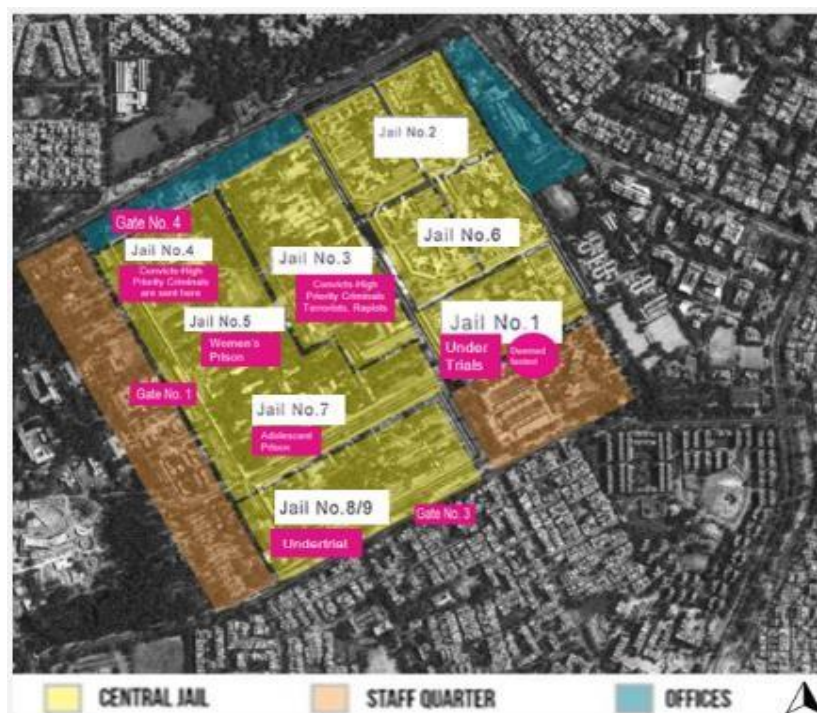 Jail No.2
Gate No. 4
Jail No.4
Convicts-High
Priority Criminals
are sent here
Jail No.3
Convicts-High
Priority Criminals
Terrorists, Rapists
Jail No.6
Jail No.5
Women's
Prison
Jail No.1
Under
Trials
Deemed
Gate No. 1
Jail No.7
Adolescent
Prison
Jail No.8/9
Undertrial
Gate No. 3
CENTRAL JAIL
STAFF QUARTER
OFFICES